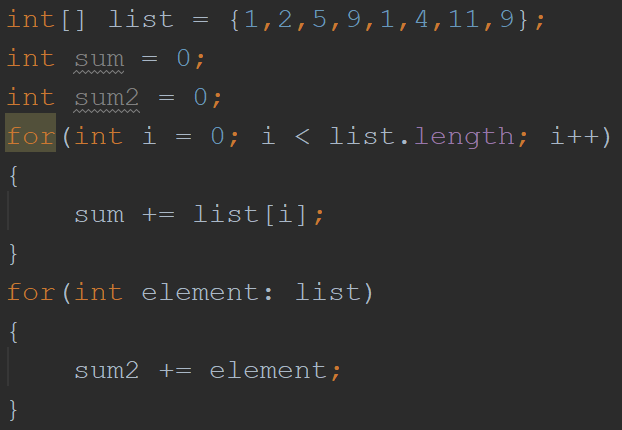 int[] list = {1,2,5,9,1,4,11,9};
int sum = 0;
int sum2 = 0;
for(int i = 0; i < list.length; i++)
{
    sum += list[i];
}
for(int element: list)
{
    sum2 += element;
}